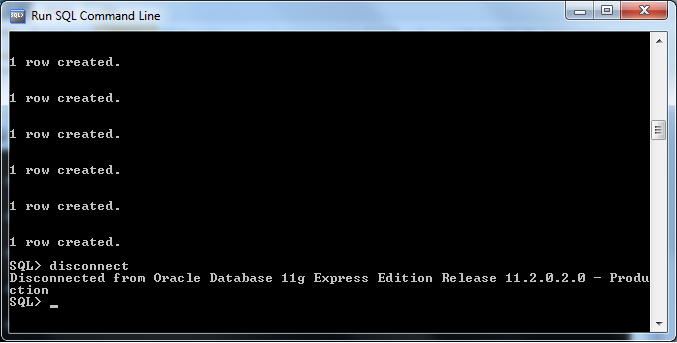 Run SQL Command Line
1 row created.
1 row created.
1 row created.
1 row created.
1 row created.
1 row created.
SQL> disconnect
Disconnected from Oracle Database 11g Express Edition Release 11.2.0.2.0 - Produ
ction
SQL> _